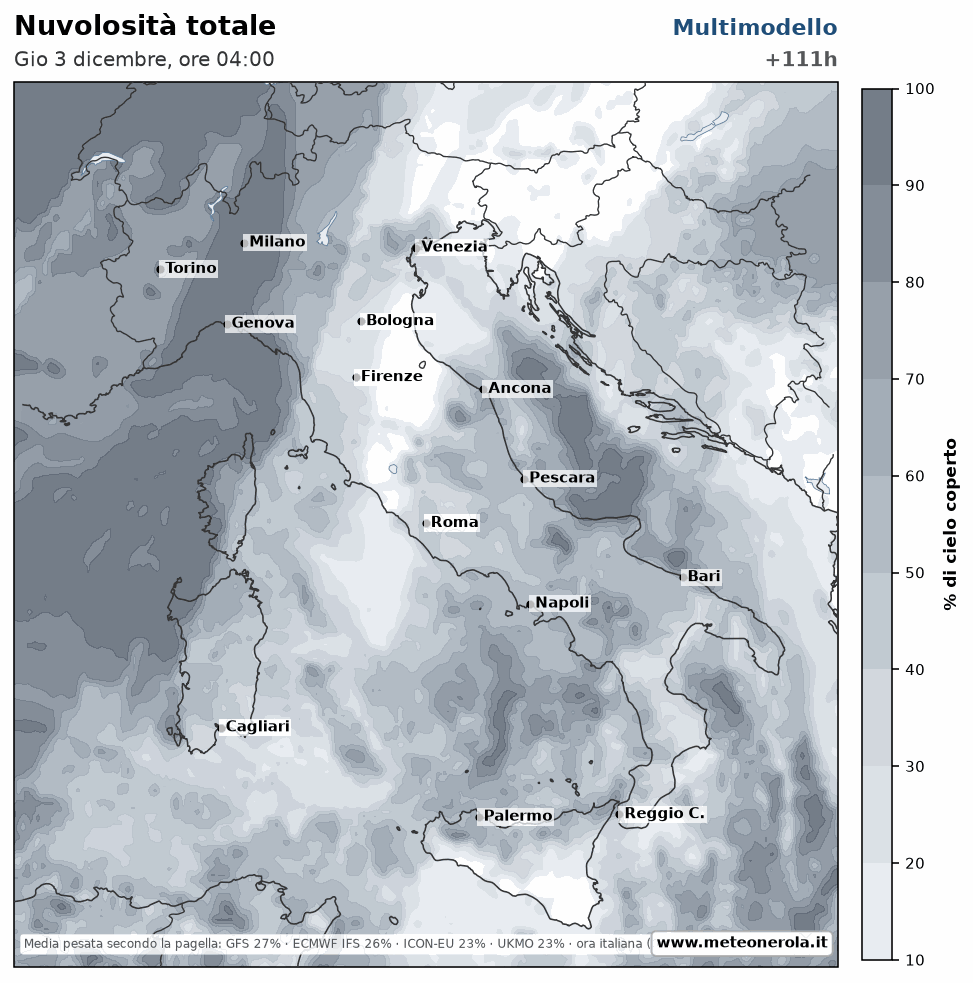 Nuvolosità totale
Multimodello
Gio 3 dicembre, ore 04:00
+111h
100
90
80
70
60
50
40
30
20
10
% di cielo coperto
Milano
Venezia
Torino
Genova
Bologna
Firenze
Ancona
Pescara
Roma
Bari
Napoli
Cagliari
Palermo
Reggio C.
Media pesata secondo la pagella: GFS 27% · ECMWF IFS 26% · ICON-EU 23% · UKMO 23% · ora italiana (
www.meteonerola.it